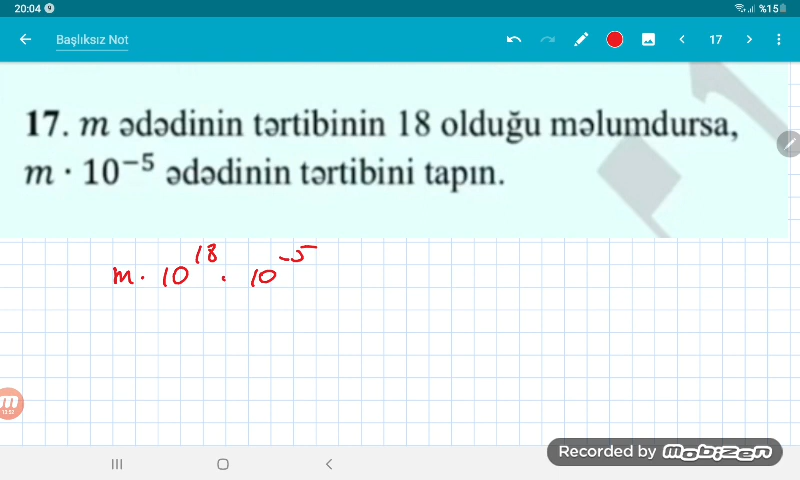 20:04 9 %15
Başlıksız Not 17
17. m ədədinin tərtibinin 18 olduğu məlumdursa,
m · 10⁻⁵ ədədinin tərtibini tapın.
m · 10¹⁸ · 10⁻⁵
Recorded by mobizen